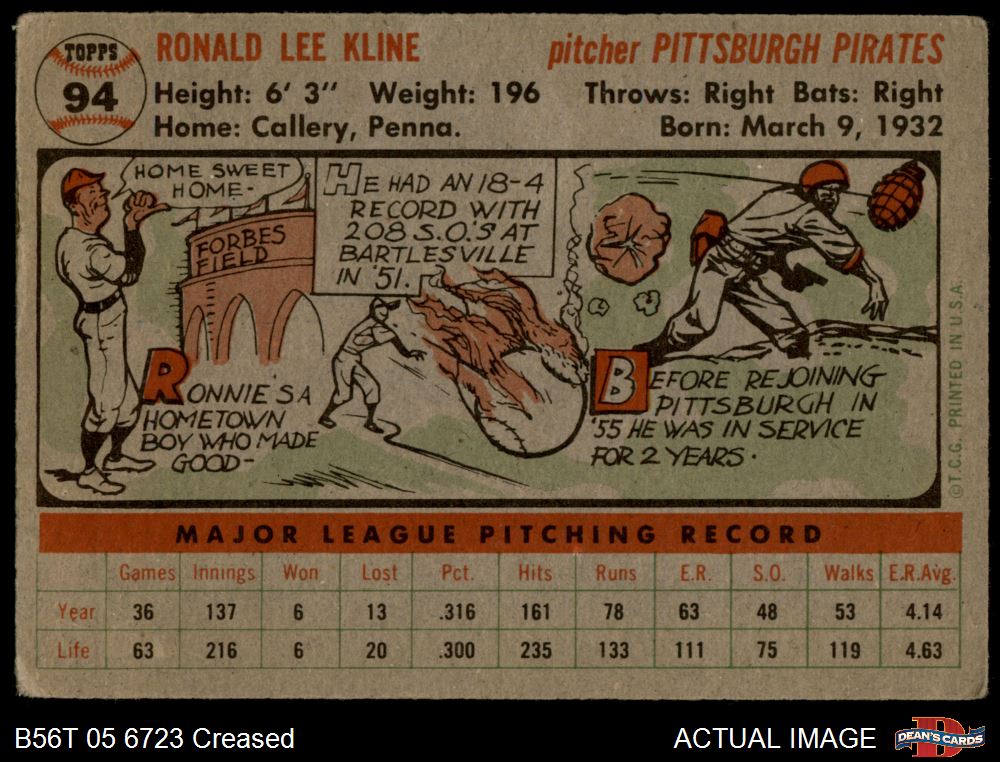 TOPPS
94
RONALD LEE KLINE
pitcher PITTSBURGH PIRATES
Height: 6' 3" Weight: 196
Throws: Right Bats: Right
Home: Callery, Penna.
Born: March 9, 1932
HOME SWEET
HOME-
FORBES
FIELD
RONNIE'S A
HOMETOWN
BOY WHO MADE
GOOD-
HE HAD AN 18-4
RECORD WITH
208 S.O.'S AT
BARTLESVILLE
IN '51.
BEFORE REJOINING
PITTSBURGH IN
'55 HE WAS IN SERVICE
FOR 2 YEARS.
©T.C.G. PRINTED IN U.S.A.
MAJOR LEAGUE PITCHING RECORD
Games Innings Won Lost Pct. Hits Runs E.R. S.O. Walks E.R.Avg.
Year 36 137 6 13 .316 161 78 63 48 53 4.14
Life 63 216 6 20 .300 235 133 111 75 119 4.63
B56T 05 6723 Creased
ACTUAL IMAGE
D
DEAN'S CARDS